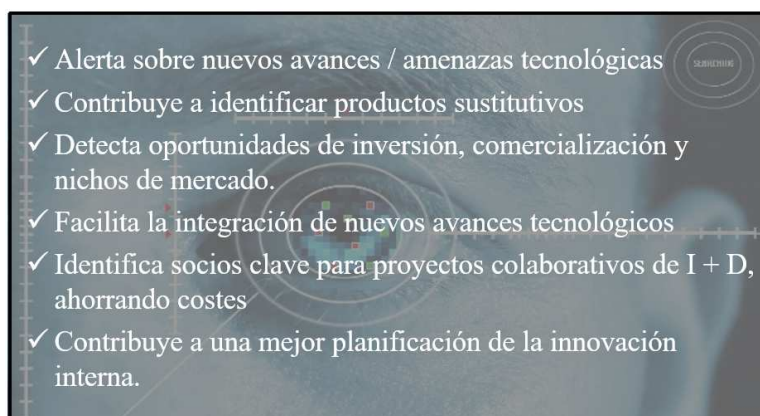 ✓ Alerta sobre nuevos avances / amenazas tecnológicas
✓ Contribuye a identificar productos sustitutivos
✓ Detecta oportunidades de inversión, comercialización y
nichos de mercado.
✓ Facilita la integración de nuevos avances tecnológicos
✓ Identifica socios clave para proyectos colaborativos de I + D,
ahorrando costes
✓ Contribuye a una mejor planificación de la innovación
interna.